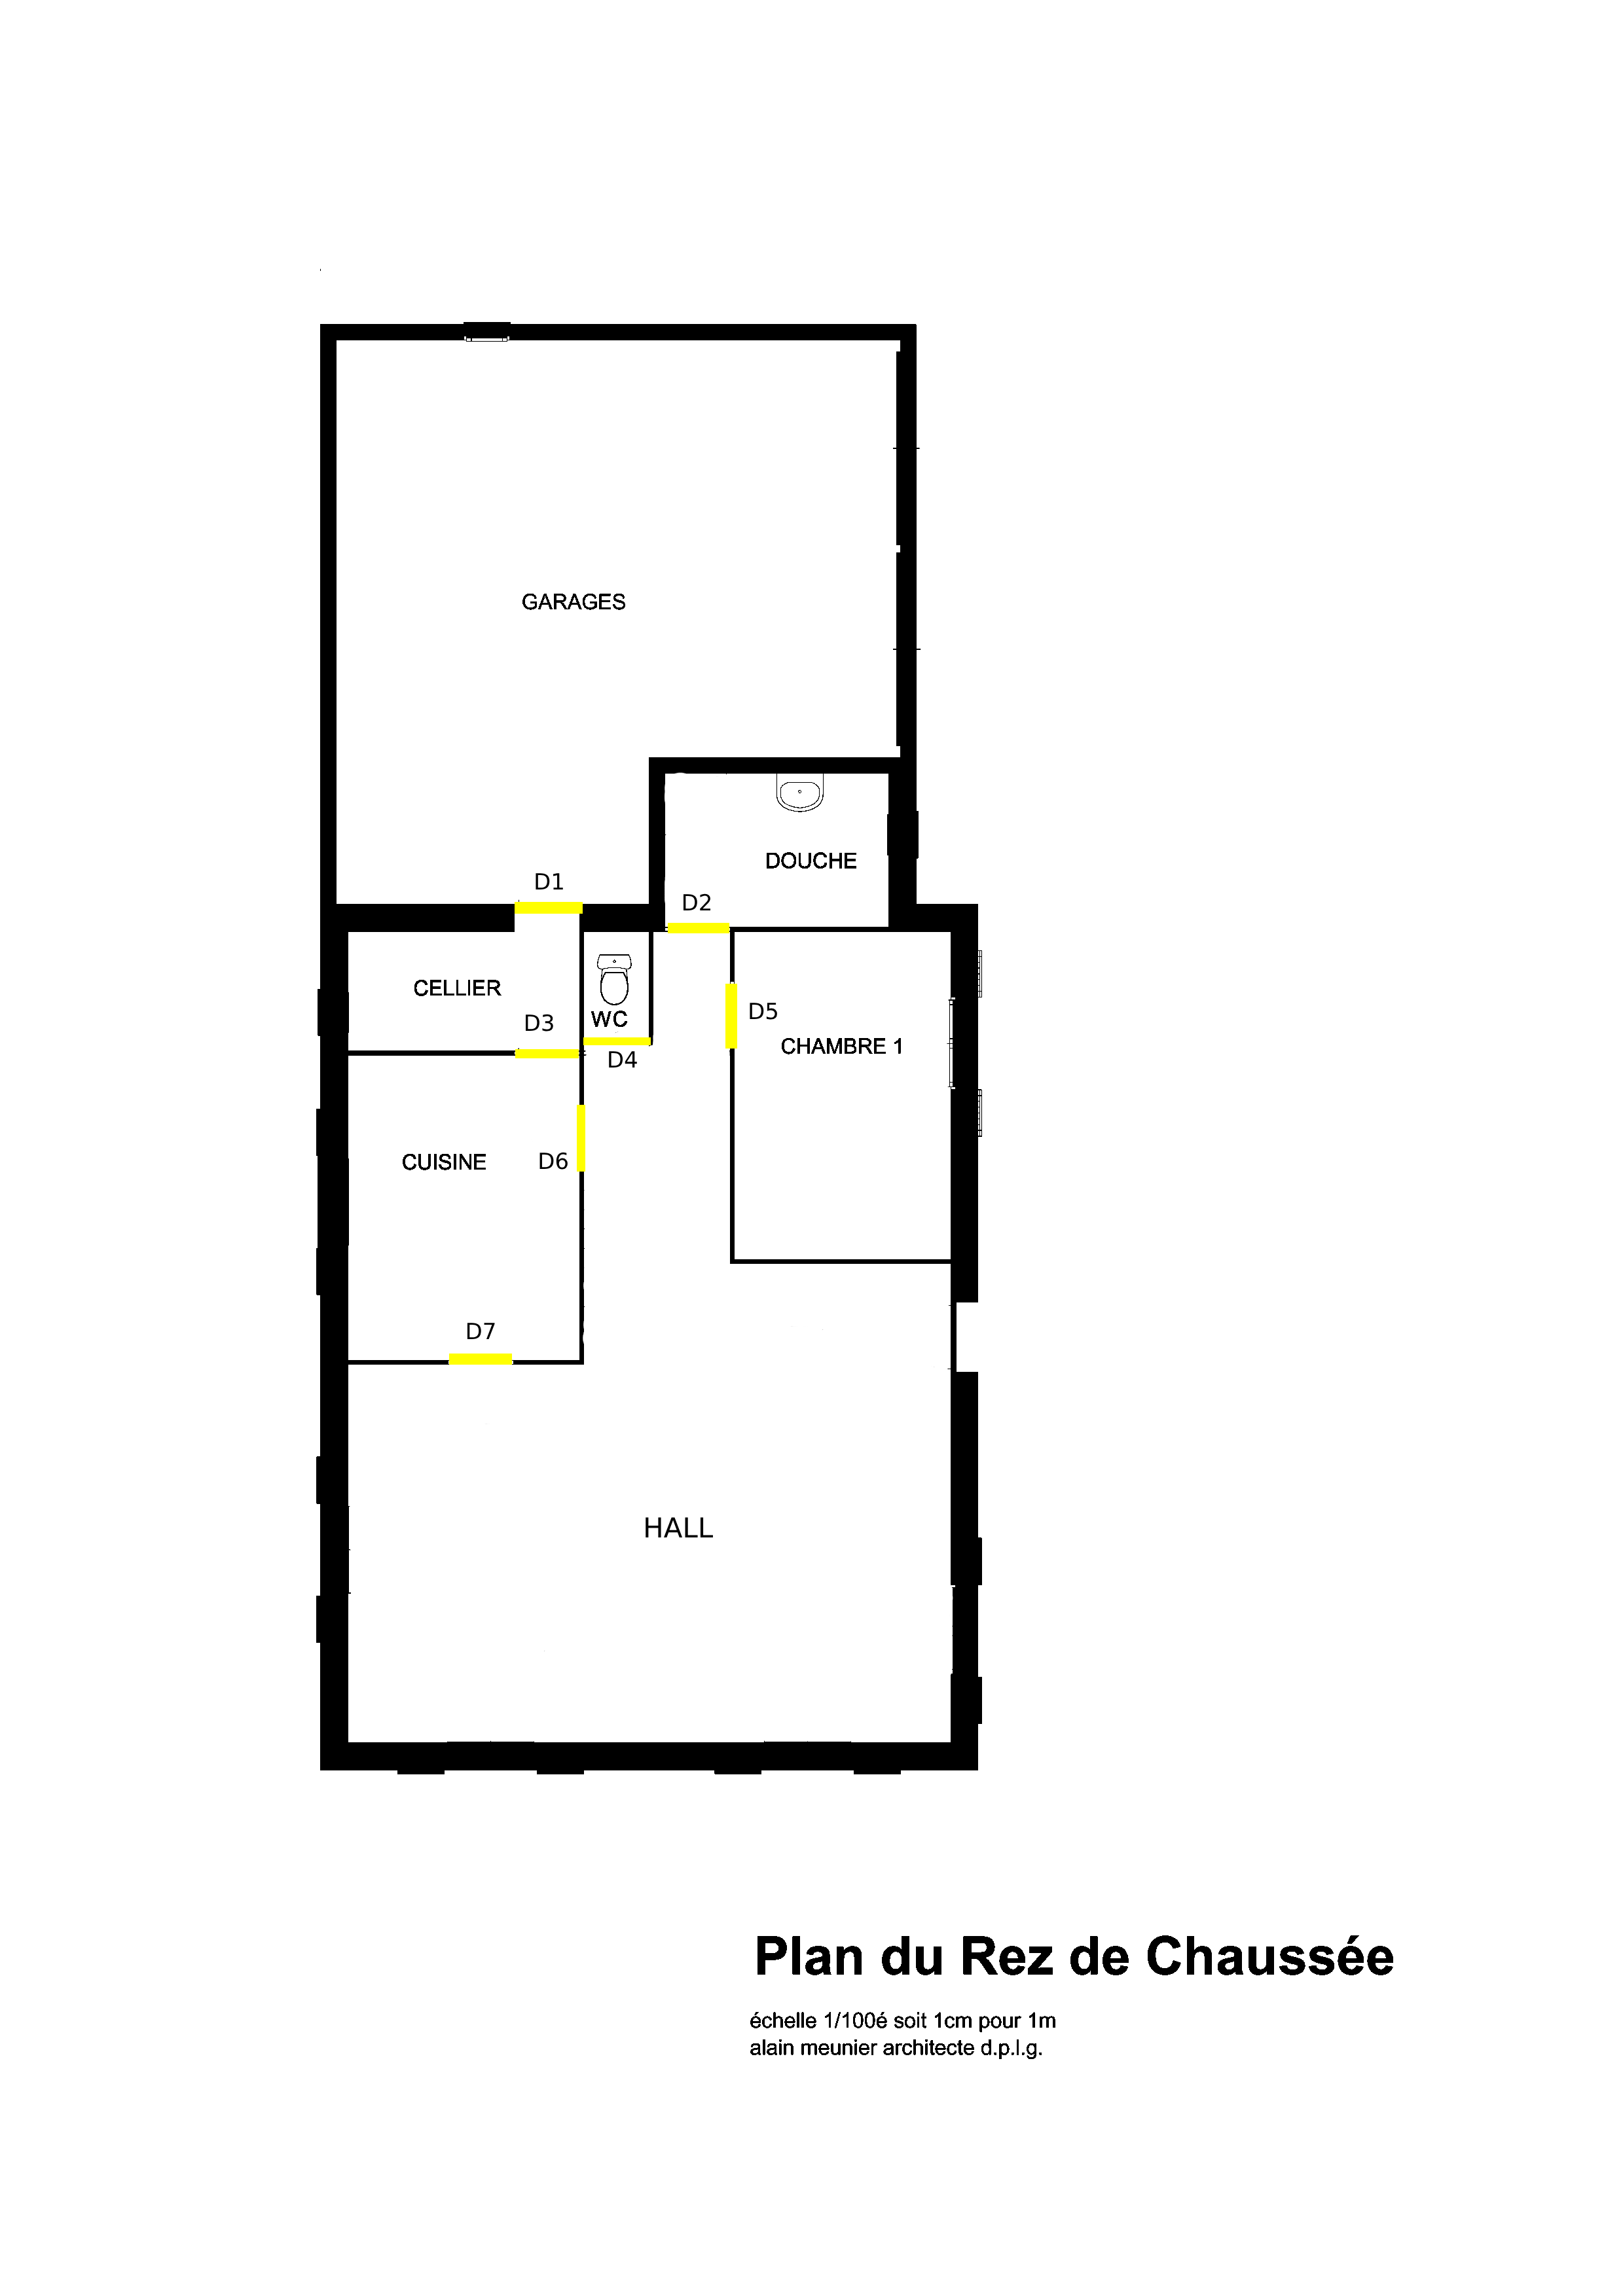 GARAGES
DOUCHE
D1
D2
CELLIER
D3
WC
D5
CHAMBRE 1
D4
CUISINE
D6
D7
HALL
Plan du Rez de Chaussée
échelle 1/100é soit 1cm pour 1m
alain meunier architecte d.p.l.g.